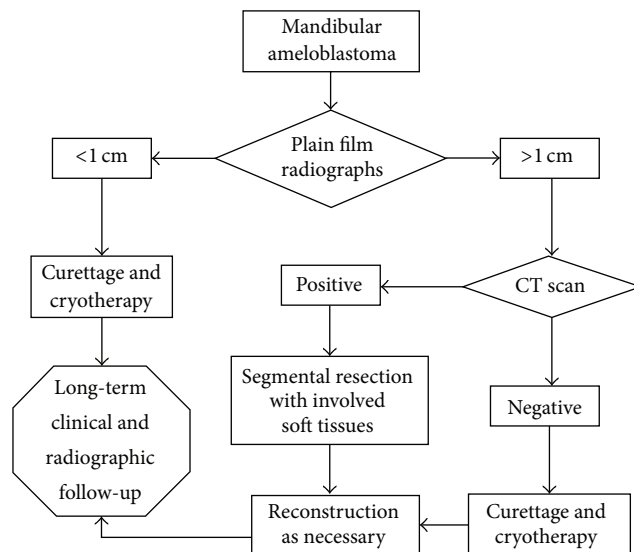 Mandibular
ameloblastoma
<1 cm
Plain film
radiographs
>1 cm
Curettage and
cryotherapy
Positive
CT scan
Long-term
clinical and
radiographic
follow-up
Segmental resection
with involved
soft tissues
Negative
Reconstruction
as necessary
Curettage and
cryotherapy